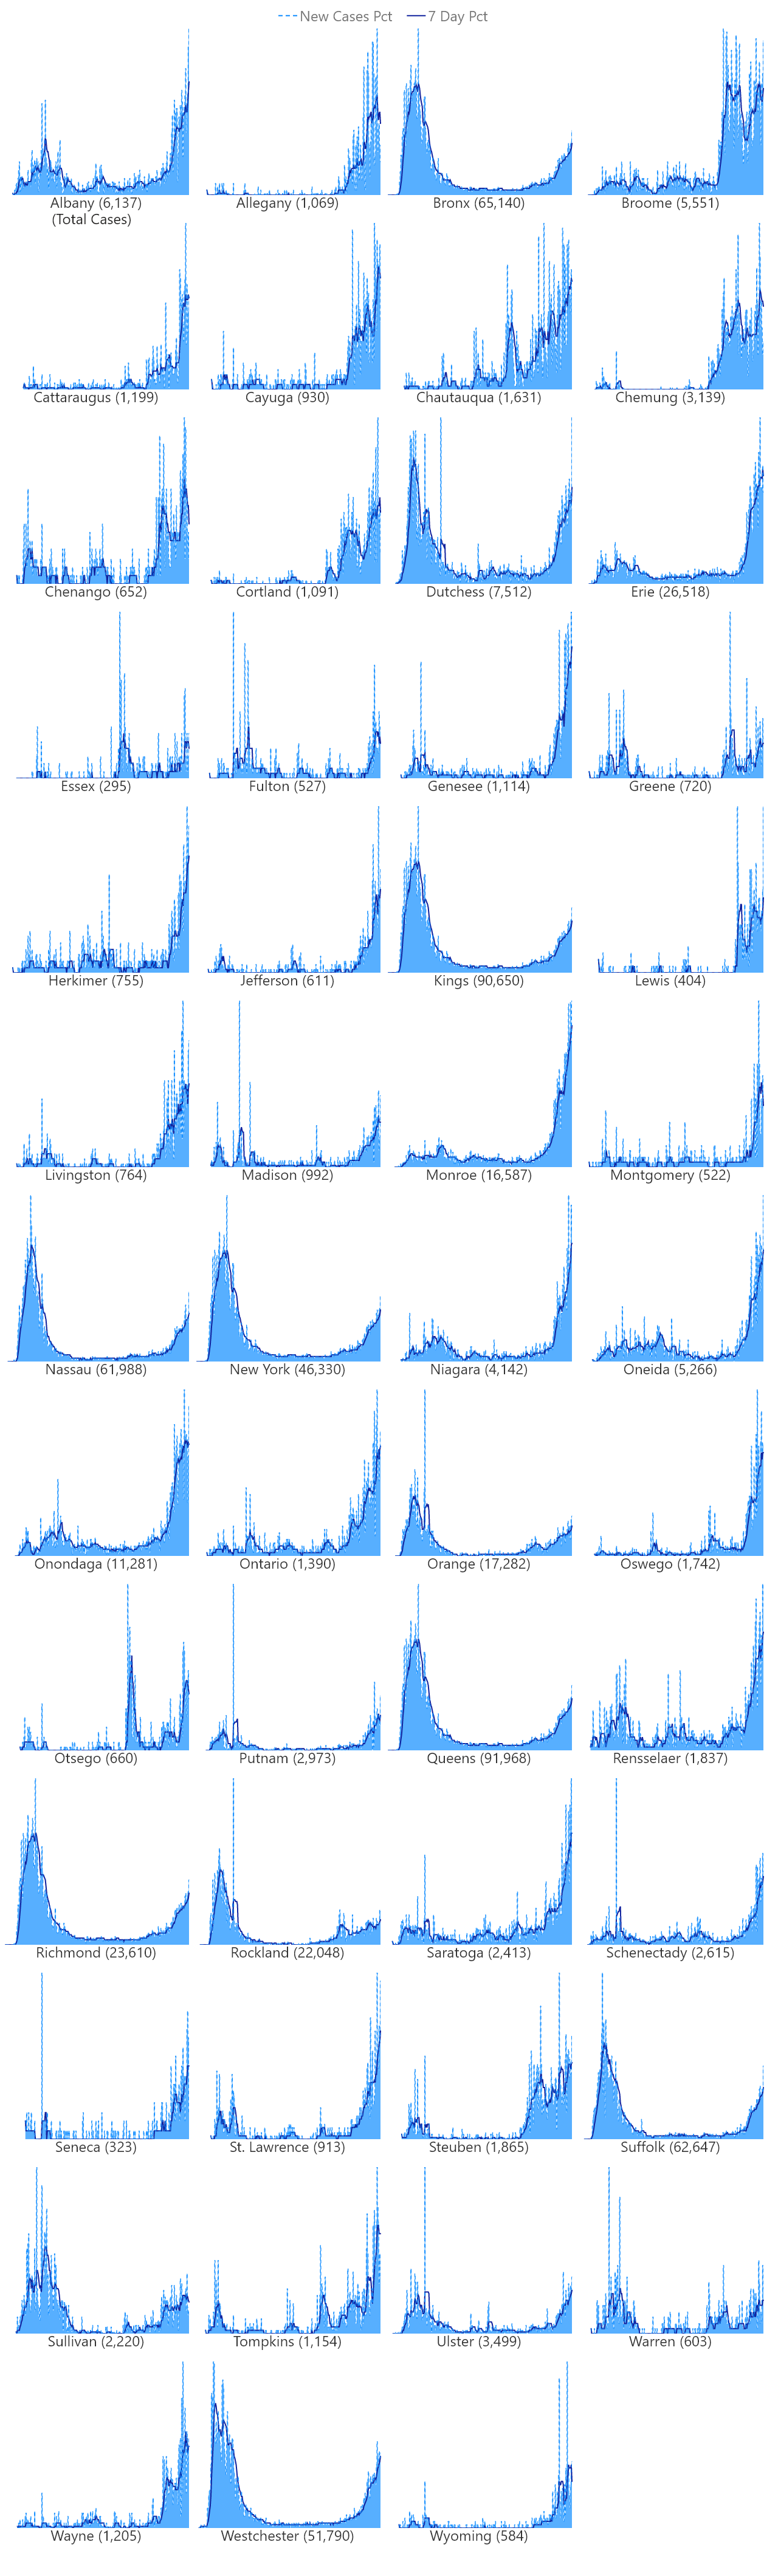 New Cases Pct 7 Day Pct
Albany (6,137) Allegany (1,069) Bronx (65,140) Broome (5,551)
(Total Cases)
Cattaraugus (1,199) Cayuga (930) Chautauqua (1,631) Chemung (3,139)
Chenango (652) Cortland (1,091) Dutchess (7,512) Erie (26,518)
Essex (295) Fulton (527) Genesee (1,114) Greene (720)
Herkimer (755) Jefferson (611) Kings (90,650) Lewis (404)
Livingston (764) Madison (992) Monroe (16,587) Montgomery (522)
Nassau (61,988) New York (46,330) Niagara (4,142) Oneida (5,266)
Onondaga (11,281) Ontario (1,390) Orange (17,282) Oswego (1,742)
Otsego (660) Putnam (2,973) Queens (91,968) Rensselaer (1,837)
Richmond (23,610) Rockland (22,048) Saratoga (2,413) Schenectady (2,615)
Seneca (323) St. Lawrence (913) Steuben (1,865) Suffolk (62,647)
Sullivan (2,220) Tompkins (1,154) Ulster (3,499) Warren (603)
Wayne (1,205) Westchester (51,790) Wyoming (584)